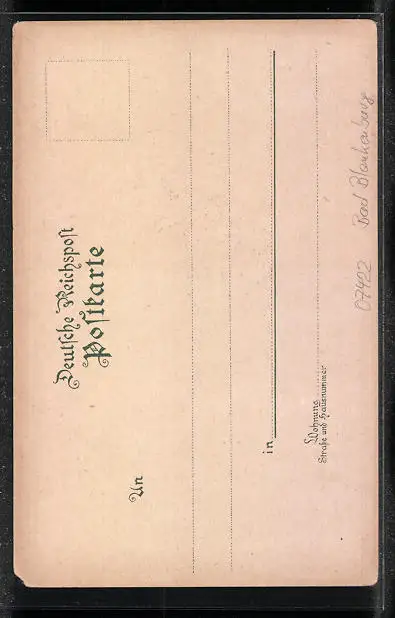 Deutsche Reichspost
Postkarte
An
in
Wohnung
Straße und Hausnummer
07422 Bad Blankenburg